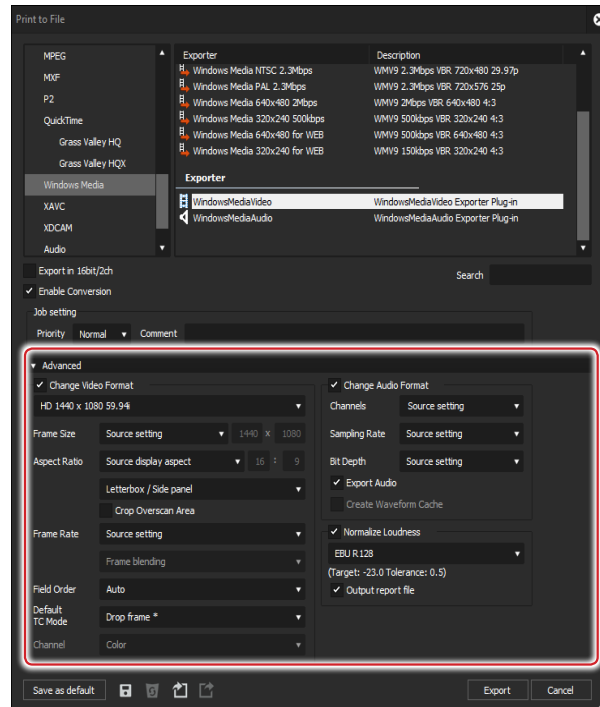 Print to File
MPEG
MXF
P2
QuickTime
Grass Valley HQ
Grass Valley HQX
Windows Media
XAVC
XDCAM
Audio
Exporter Description
Windows Media NTSC 2.3Mbps WMV9 2.3Mbps VBR 720x480 29.97p
Windows Media PAL 2.3Mbps WMV9 2.3Mbps VBR 720x576 25p
Windows Media 640x480 2Mbps WMV9 2Mbps VBR 640x480 4:3
Windows Media 320x240 500kbps WMV9 500kbps VBR 320x240 4:3
Windows Media 640x480 for WEB WMV9 500kbps VBR 640x480 4:3
Windows Media 320x240 for WEB WMV9 150kbps VBR 320x240 4:3
Exporter
WindowsMediaVideo WindowsMediaVideo Exporter Plug-in
WindowsMediaAudio WindowsMediaAudio Exporter Plug-in
Export in 16bit/2ch
Search
Enable Conversion
Job setting
Priority Normal Comment
Advanced
Change Video Format
HD 1440 x 1080 59.94i
Frame Size Source setting 1440 x 1080
Aspect Ratio Source display aspect 16 : 9
Letterbox / Side panel
Crop Overscan Area
Frame Rate Source setting
Frame blending
Field Order Auto
Default
TC Mode Drop frame *
Channel Color
Change Audio Format
Channels Source setting
Sampling Rate Source setting
Bit Depth Source setting
Export Audio
Create Waveform Cache
Normalize Loudness
EBU R128
(Target: -23.0 Tolerance: 0.5)
Output report file
Save as default Export Cancel